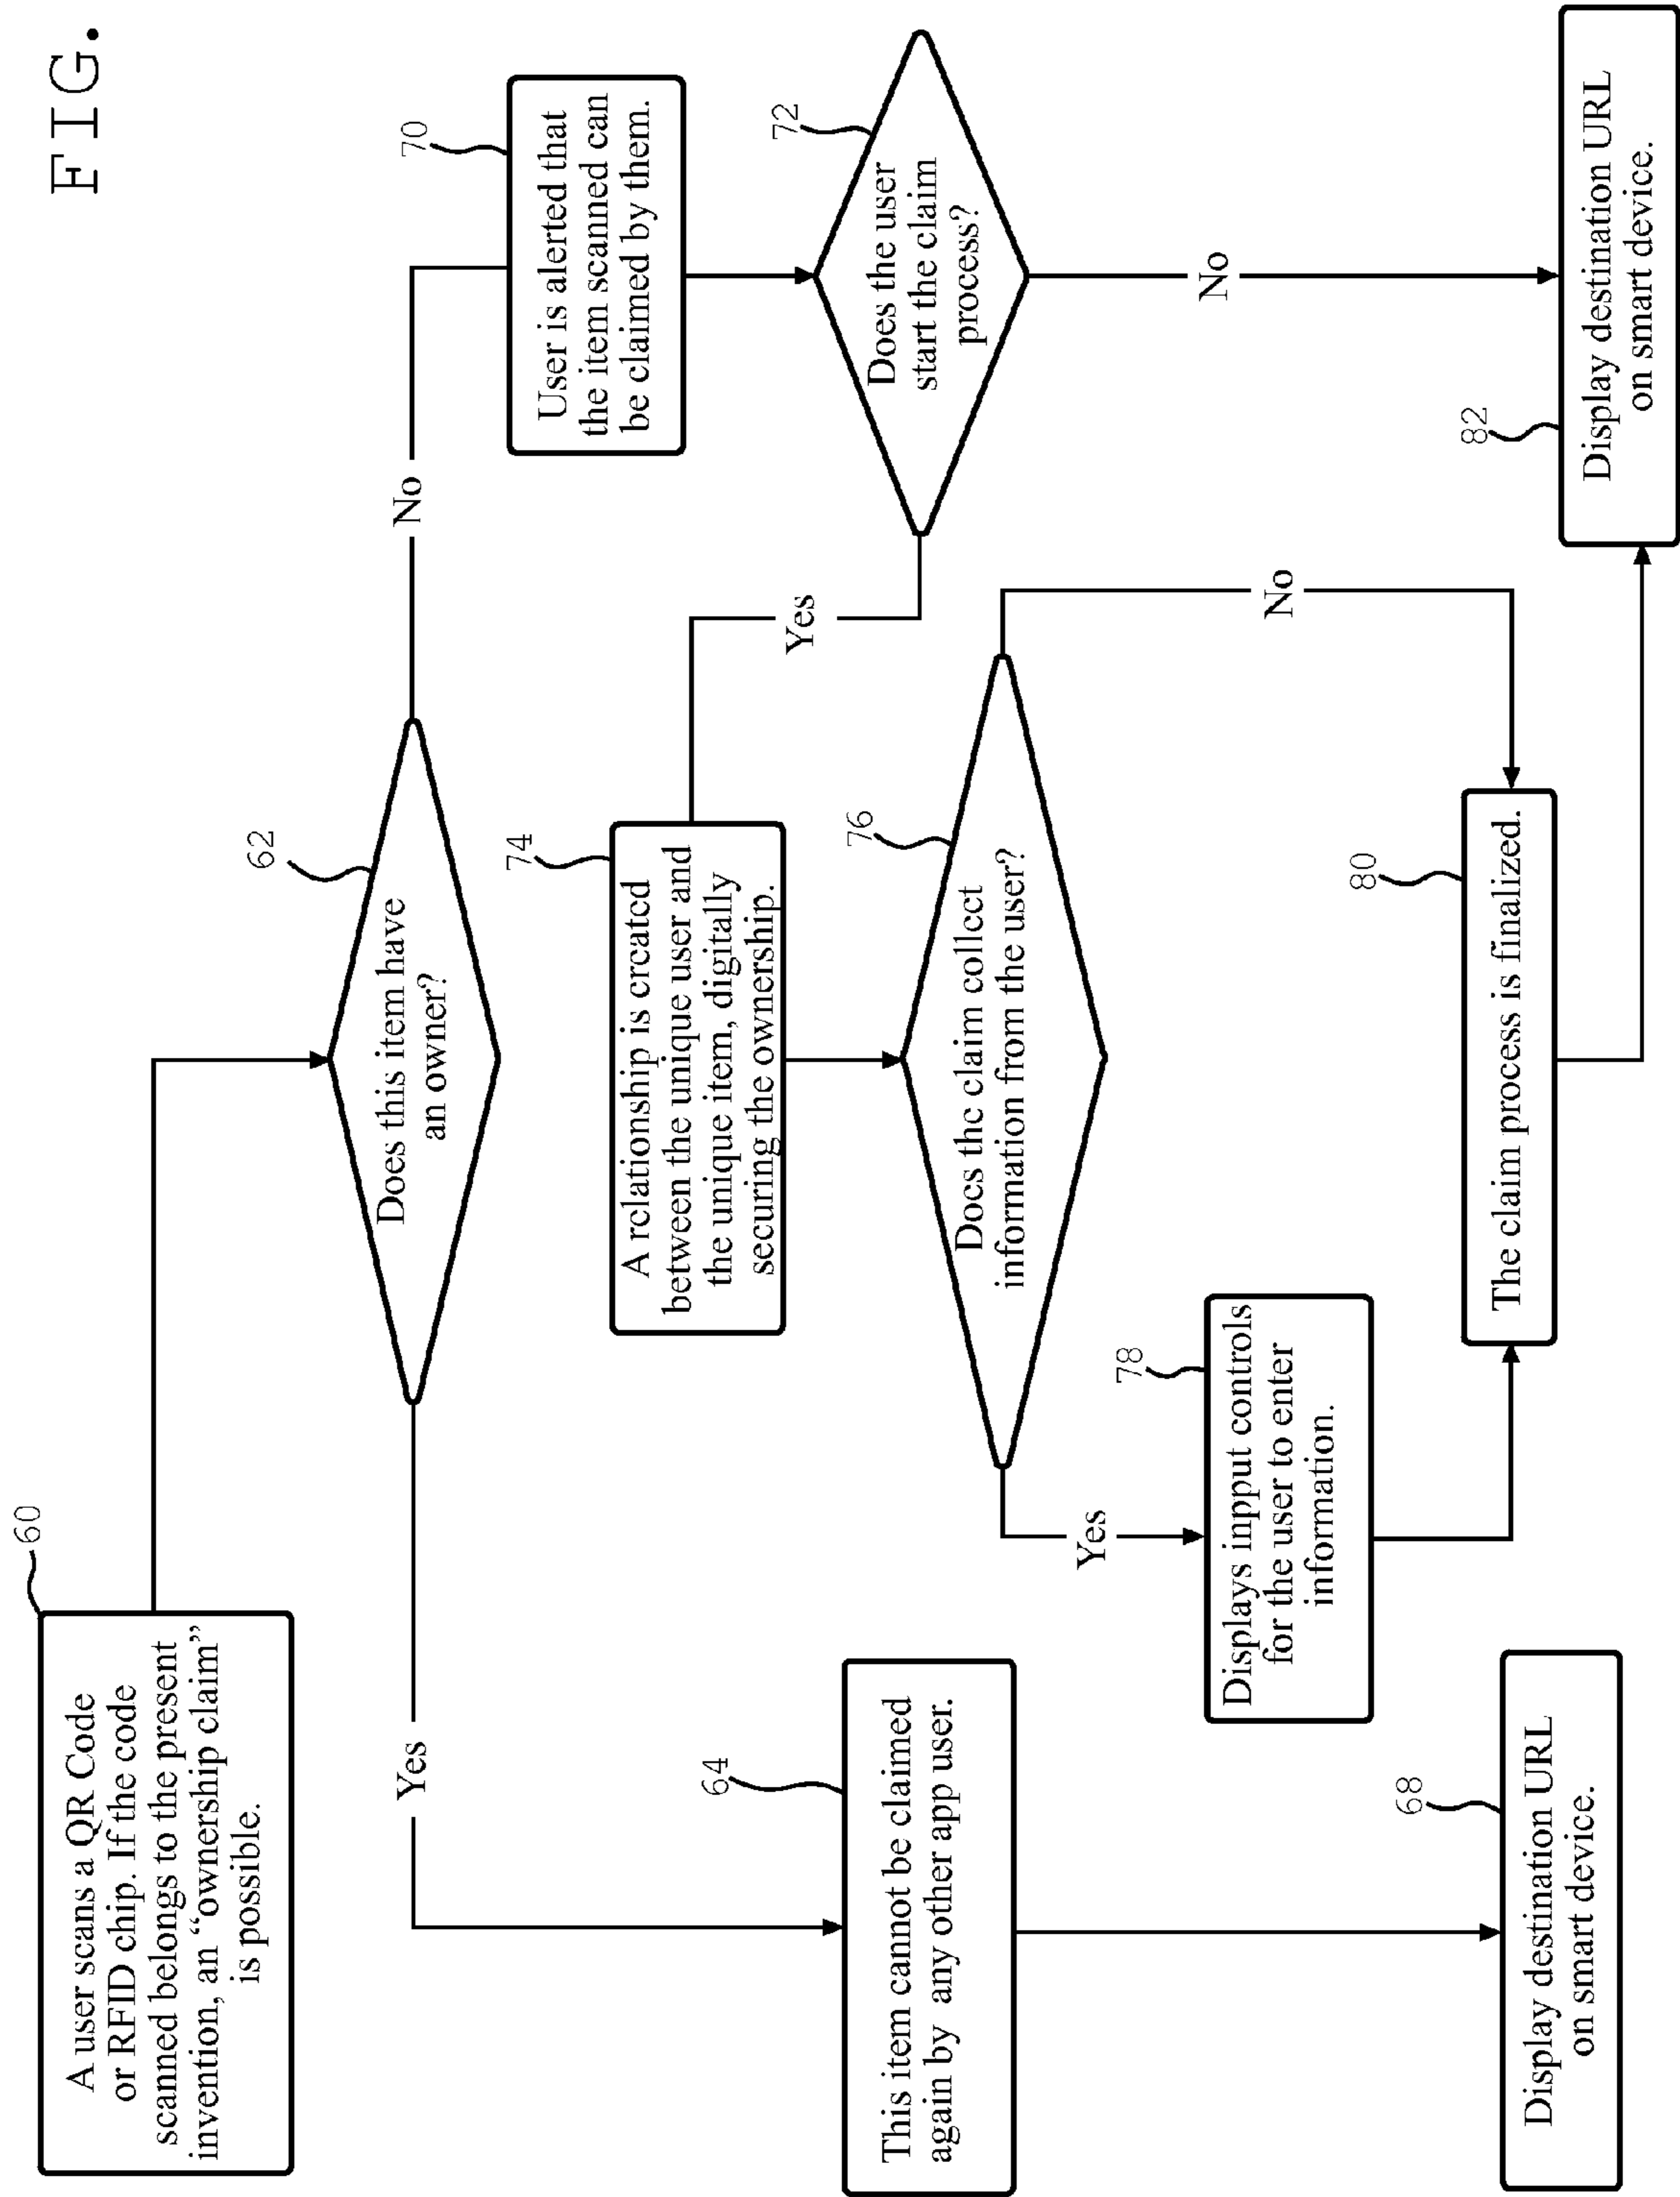 FIG.
60
A user scans a QR Code
or RFID chip. If the code
scanned belongs to the present
invention, an “ownership claim”
is possible.
62
Does this item have
an owner?
Yes
No
64
This item cannot be claimed
again by any other app user.
68
Display destination URL
on smart device.
70
User is alerted that
the item scanned can
be claimed by them.
72
Does the user
start the claim
process?
Yes
No
74
A relationship is created
between the unique user and
the unique item, digitally
securing the ownership.
76
Does the claim collect
information from the user?
Yes
No
78
Displays inpput controls
for the user to enter
information.
80
The claim process is finalized.
82
Display destination URL
on smart device.